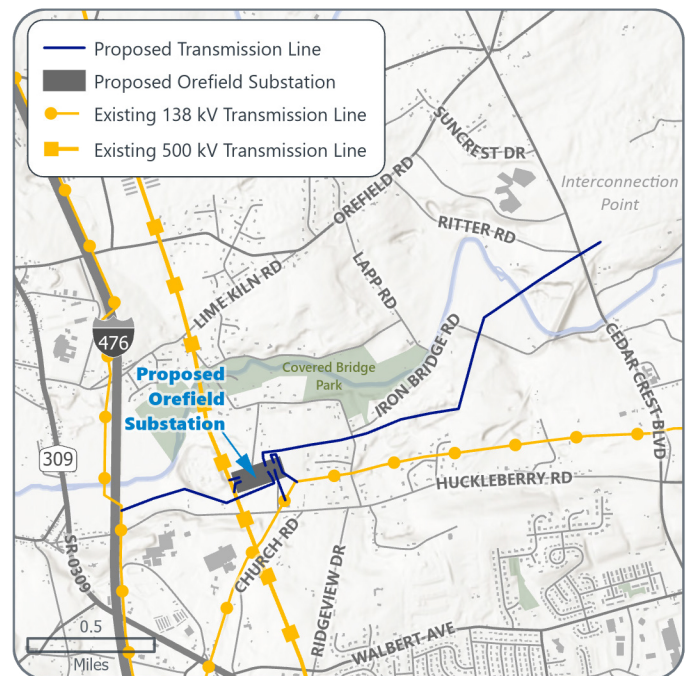 Proposed Transmission Line
Proposed Orefield Substation
Existing 138 kV Transmission Line
Existing 500 kV Transmission Line
SUNCREST DR
Interconnection
Point
OREFIELD RD
RITTER RD
LAPP RD
LIME KILN RD
476
IRON BRIDGE RD
CEDAR CREST BLVD
Covered Bridge
Park
Proposed
Orefield
Substation
309
HUCKLEBERRY RD
SR 0309
CHURCH RD
RIDGEVIEW DR
WALBERT AVE
0.5
Miles